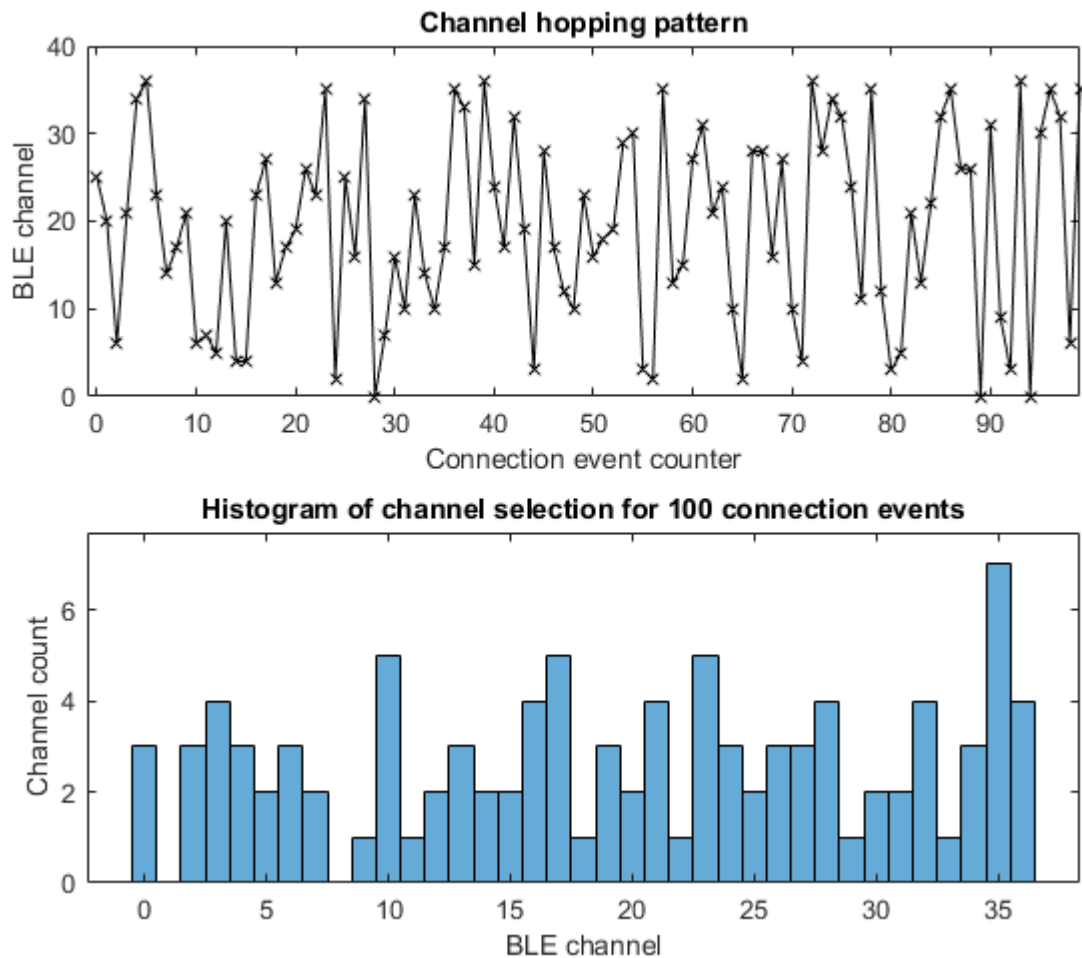 Channel hopping pattern
BLE channel
40
30
20
10
0
0 10 20 30 40 50 60 70 80 90
Connection event counter
Histogram of channel selection for 100 connection events
Channel count
6
4
2
0
0 5 10 15 20 25 30 35
BLE channel